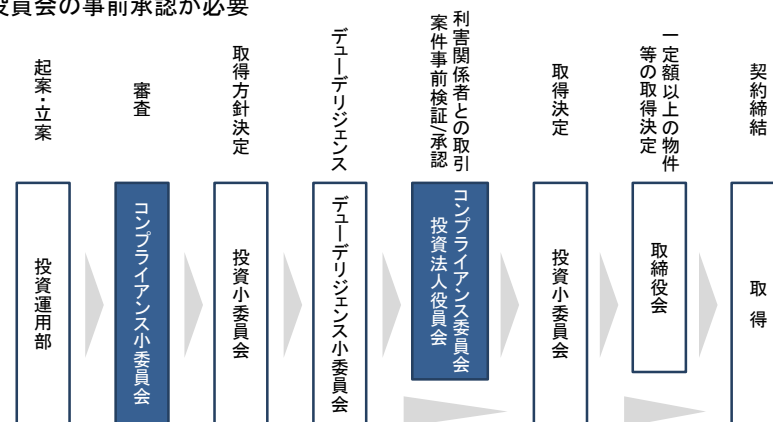 役員会の事前承認が必要
起案・立案
審査
取得方針決定
デューデリジェンス
利害関係者との取引
案件事前検証/承認
取得決定
一定額以上の物件
等の取得決定
契約締結
投資運用部
コンプライアンス小委員会
投資小委員会
デューデリジェンス小委員会
コンプライアンス委員会
投資法人役員会
投資小委員会
取締役会
取得